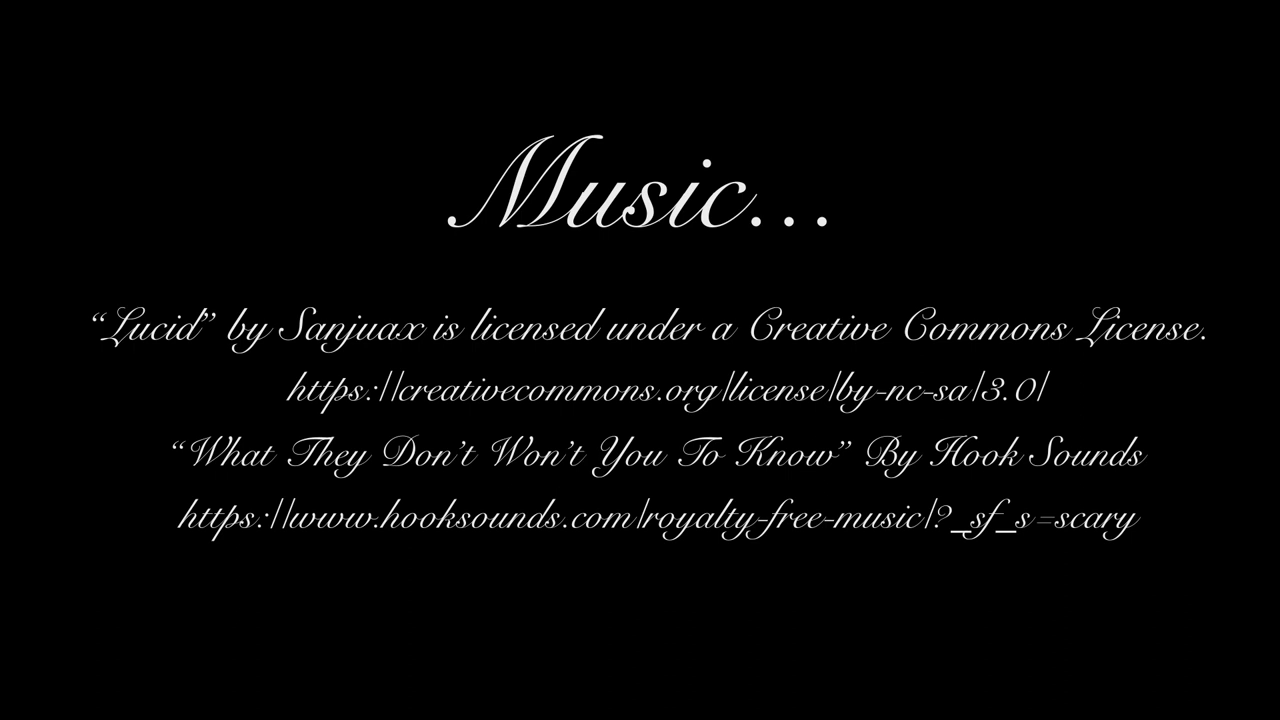 Music...
“Lucid” by Sanjuax is licensed under a Creative Commons License.
https://creativecommons.org/license/by-nc-sa/3.0/
“What They Don’t Won’t You To Know” By Hook Sounds
https://www.hooksounds.com/royalty-free-music/?_sf_s=scary